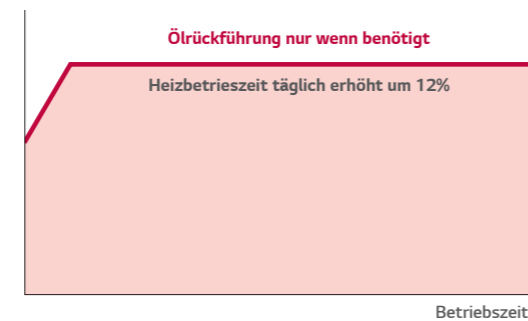 Ölrückführung nur wenn benötigt
Heizbetrieszeit täglich erhöht um 12%
Betriebszeit